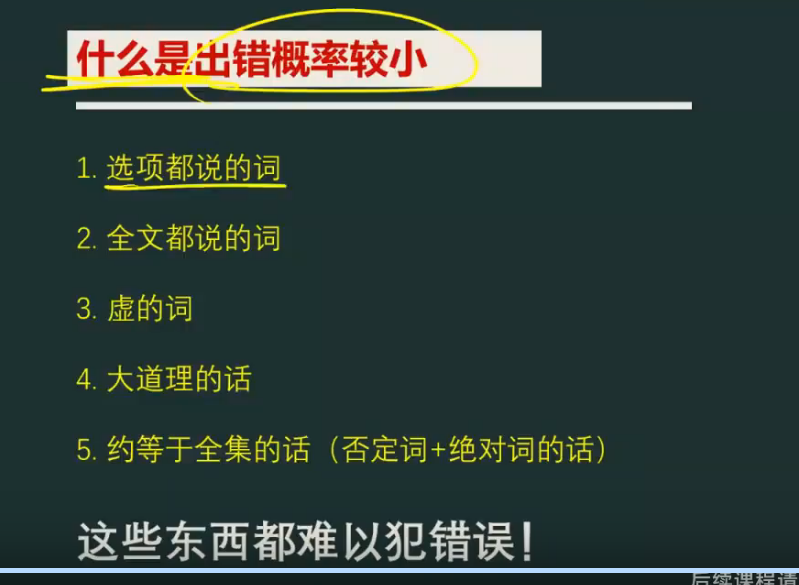 什么是出错概率较小
1. 选项都说的词
2. 全文都说的词
3. 虚的词
4. 大道理的话
5. 约等于全集的话（否定词+绝对词的话）
这些东西都难以犯错误！
后续课程请